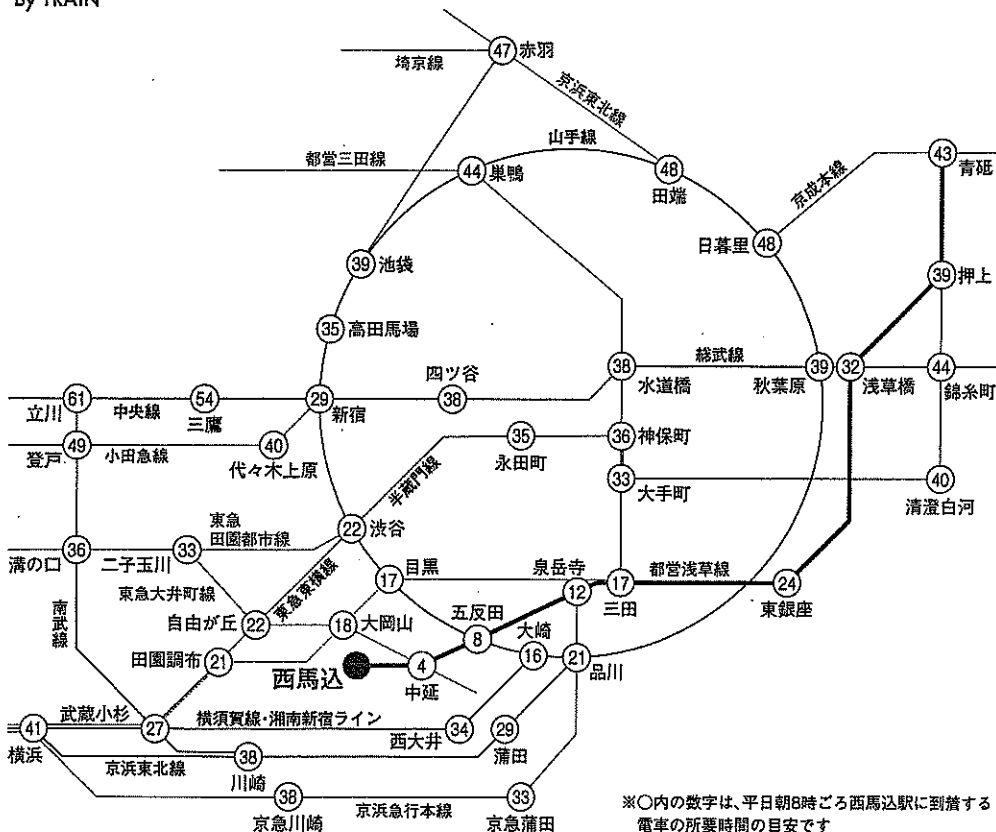 By TRAIN
47 赤羽
埼京線
京浜東北線
山手線
都営三田線
44 巣鴨
48 田端
京成本線
43 青砥
日暮里 48
39 池袋
39 押上
35 高田馬場
38 水道橋
総武線
39 秋葉原
32 浅草橋
44 錦糸町
四ツ谷 38
61 立川
中央線
54 三鷹
29 新宿
49 登戸
小田急線
40 代々木上原
半蔵門線
35 永田町
36 神保町
33 大手町
40 清澄白河
22 渋谷
東急
田園都市線
36 溝の口
33 二子玉川
東急大井町線
東急東横線
目黒 17
泉岳寺 12
17 三田
都営浅草線
24 東銀座
南武線
自由が丘 22
18 大岡山
五反田 8
大崎 16
21 品川
田園調布 21
西馬込
4 中延
武蔵小杉 27
横須賀線・湘南新宿ライン
34 西大井
29 蒲田
41 横浜
京浜東北線
38 川崎
38 京急川崎
京浜急行本線
33 京急蒲田
※○内の数字は、平日朝8時ごろ西馬込駅に到着する
電車の所要時間の目安です